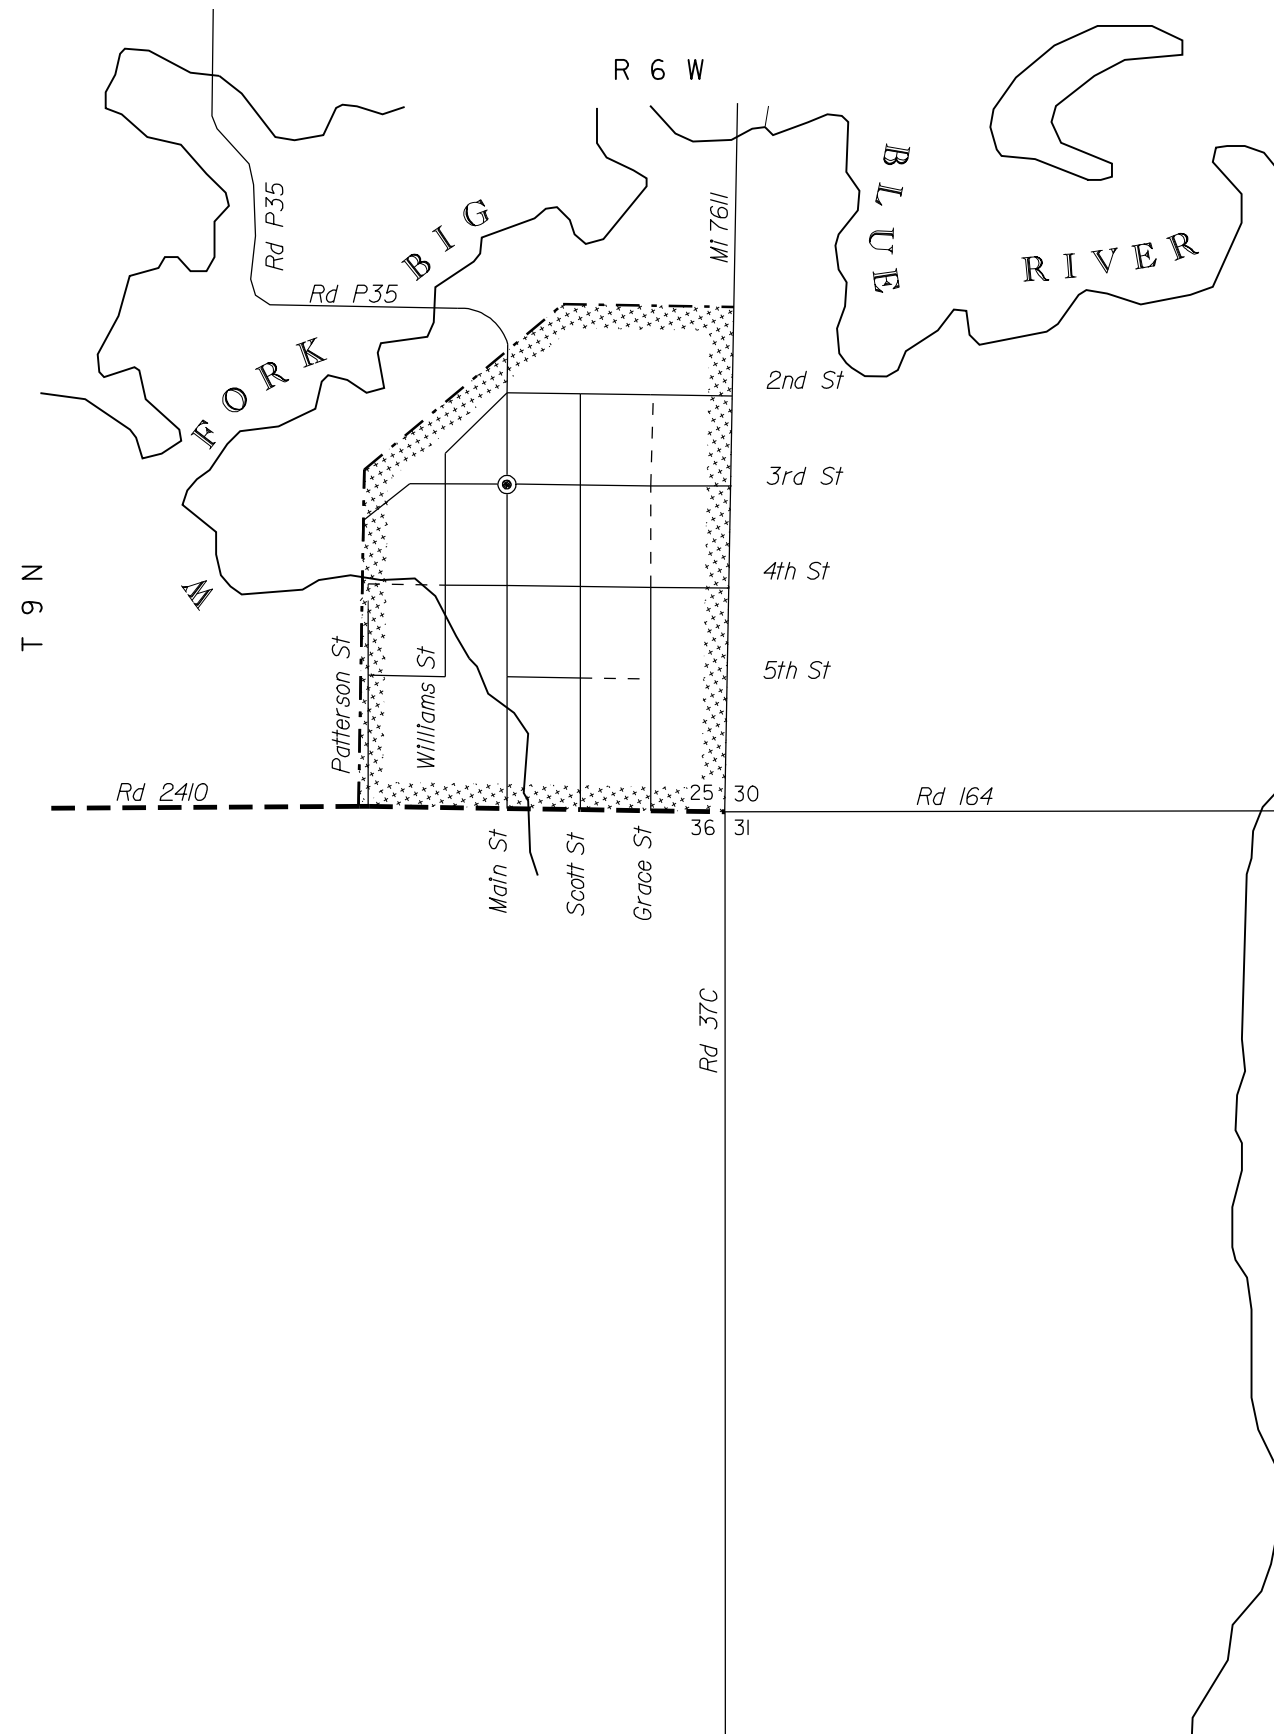 R 6 W
BLUE
RIVER
Rd P35
Mi 7611
BIG
Rd P35
FORK
W
2nd St
3rd St
4th St
5th St
T 9 N
Patterson St
Williams St
Rd 2410
25 30
36 31
Rd 164
Main St
Scott St
Grace St
Rd 37C